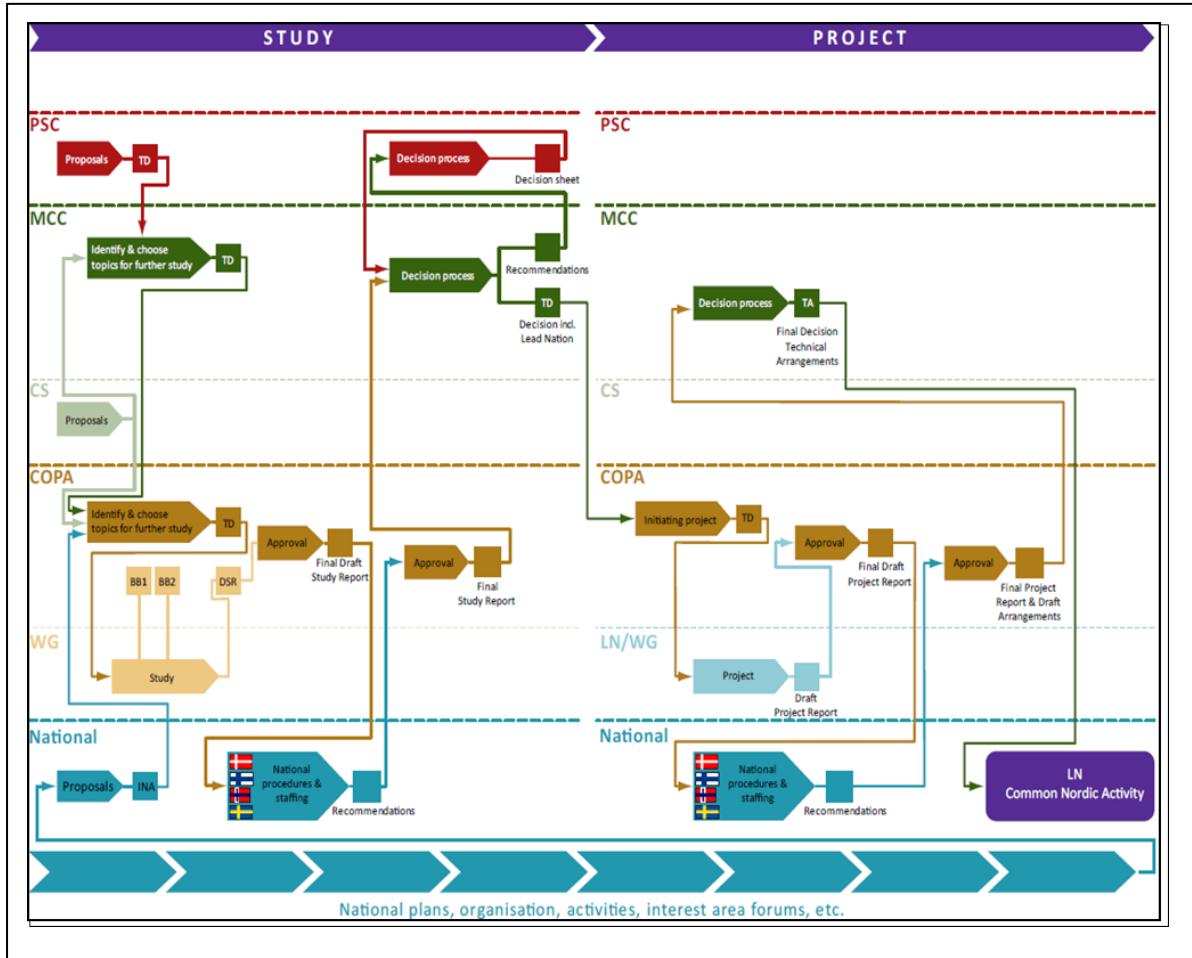 STUDY
PROJECT
PSC
PSC
Proposals
TD
Decision process
Decision sheet
MCC
MCC
Identify & choose
topics for further study
TD
Decision process
Recommendations
TD
Decision incl.
Lead Nation
Decision process
TA
Final Decision
Technical
Arrangements
CS
CS
Proposals
COPA
COPA
Identify & choose
topics for further study
TD
BB1
BB2
DSR
Approval
Final Draft
Study Report
Approval
Final
Study Report
Initiating project
TD
Approval
Final Draft
Project Report
Approval
Final Project
Report & Draft
Arrangements
WG
LN/WG
Study
Project
Draft
Project Report
National
National
Proposals
INA
National
procedures &
staffing
Recommendations
National
procedures &
staffing
Recommendations
LN
Common Nordic Activity
National plans, organisation, activities, interest area forums, etc.